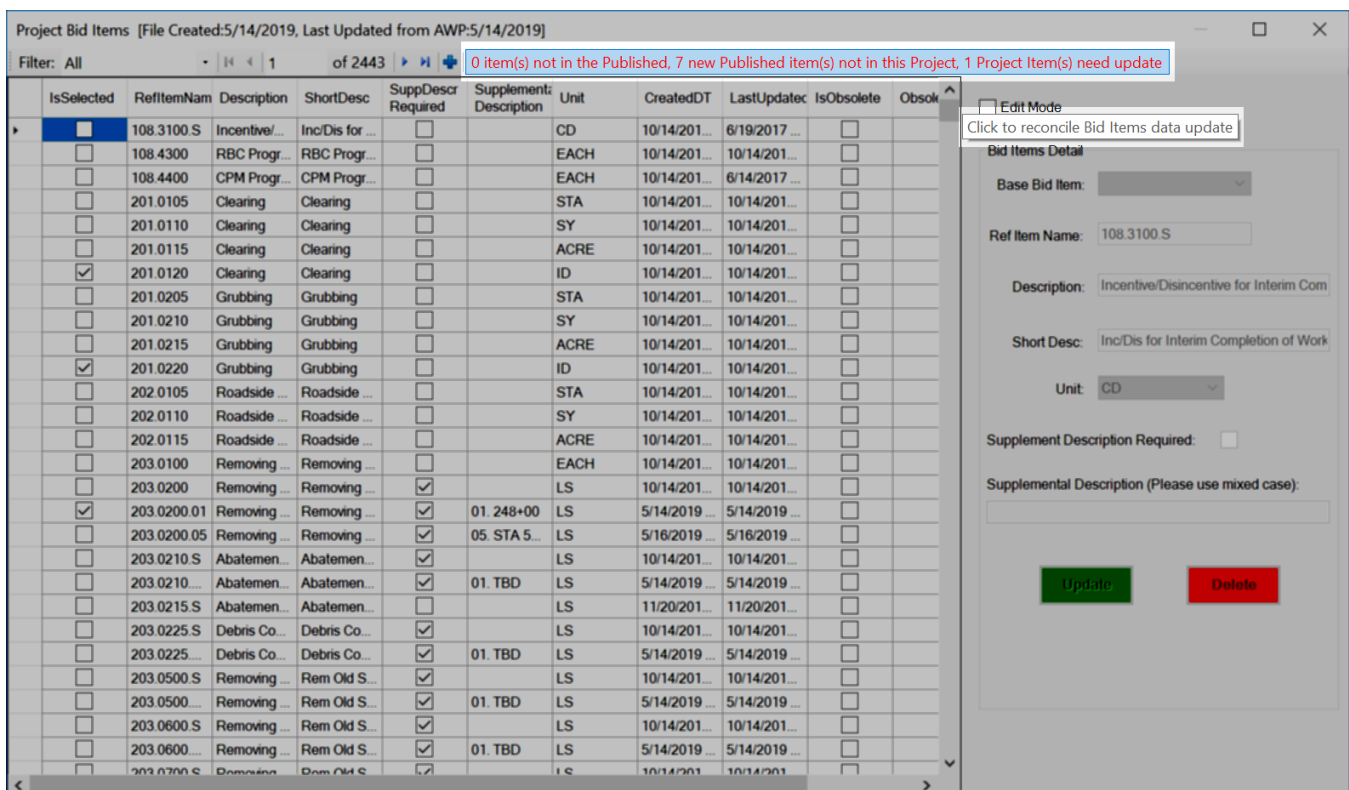 Project Bid Items [File Created:5/14/2019, Last Updated from AWP:5/14/2019]
Filter: All 1 of 2443 0 item(s) not in the Published, 7 new Published item(s) not in this Project, 1 Project Item(s) need update
IsSelected RefItemNam Description ShortDesc SuppDescr Required Supplementa Description Unit CreatedDT LastUpdatec IsObsolete Obsole
108.3100.S Incentive/... Inc/Dis for ... CD 10/14/201... 6/19/2017 ...
108.4300 RBC Progr... RBC Progr... EACH 10/14/201... 10/14/201...
108.4400 CPM Progr... CPM Progr... EACH 10/14/201... 6/14/2017 ...
201.0105 Clearing Clearing STA 10/14/201... 10/14/201...
201.0110 Clearing Clearing SY 10/14/201... 10/14/201...
201.0115 Clearing Clearing ACRE 10/14/201... 10/14/201...
201.0120 Clearing Clearing ID 10/14/201... 10/14/201...
201.0205 Grubbing Grubbing STA 10/14/201... 10/14/201...
201.0210 Grubbing Grubbing SY 10/14/201... 10/14/201...
201.0215 Grubbing Grubbing ACRE 10/14/201... 10/14/201...
201.0220 Grubbing Grubbing ID 10/14/201... 10/14/201...
202.0105 Roadside ... Roadside ... STA 10/14/201... 10/14/201...
202.0110 Roadside ... Roadside ... SY 10/14/201... 10/14/201...
202.0115 Roadside ... Roadside ... ACRE 10/14/201... 10/14/201...
203.0100 Removing ... Removing ... EACH 10/14/201... 10/14/201...
203.0200 Removing ... Removing ... LS 10/14/201... 10/14/201...
203.0200.01 Removing ... Removing ... 01. 248+00 LS 5/14/2019 ... 5/14/2019 ...
203.0200.05 Removing ... Removing ... 05. STA 5... LS 5/16/2019 ... 5/16/2019 ...
203.0210.S Abatemen... Abatemen... LS 10/14/201... 10/14/201...
203.0210.... Abatemen... Abatemen... 01. TBD LS 5/14/2019 ... 5/14/2019 ...
203.0215.S Abatemen... Abatemen... LS 11/20/201... 11/20/201...
203.0225.S Debris Co... Debris Co... LS 10/14/201... 10/14/201...
203.0225.... Debris Co... Debris Co... 01. TBD LS 5/14/2019 ... 5/14/2019 ...
203.0500.S Removing ... Rem Old S... LS 10/14/201... 10/14/201...
203.0500.... Removing ... Rem Old S... 01. TBD LS 5/14/2019 ... 5/14/2019 ...
203.0600.S Removing ... Rem Old S... LS 10/14/201... 10/14/201...
203.0600.... Removing ... Rem Old S... 01. TBD LS 5/14/2019 ... 5/14/2019 ...
203.0700.S Removing Rem Old S LS 10/14/201 10/14/201
Edit Mode
Click to reconcile Bid Items data update
Bid Items Detail
Base Bid Item:
Ref Item Name: 108.3100.S
Description: Incentive/Disincentive for Interim Com
Short Desc: Inc/Dis for Interim Completion of Work
Unit: CD
Supplement Description Required:
Supplemental Description (Please use mixed case):
Update Delete